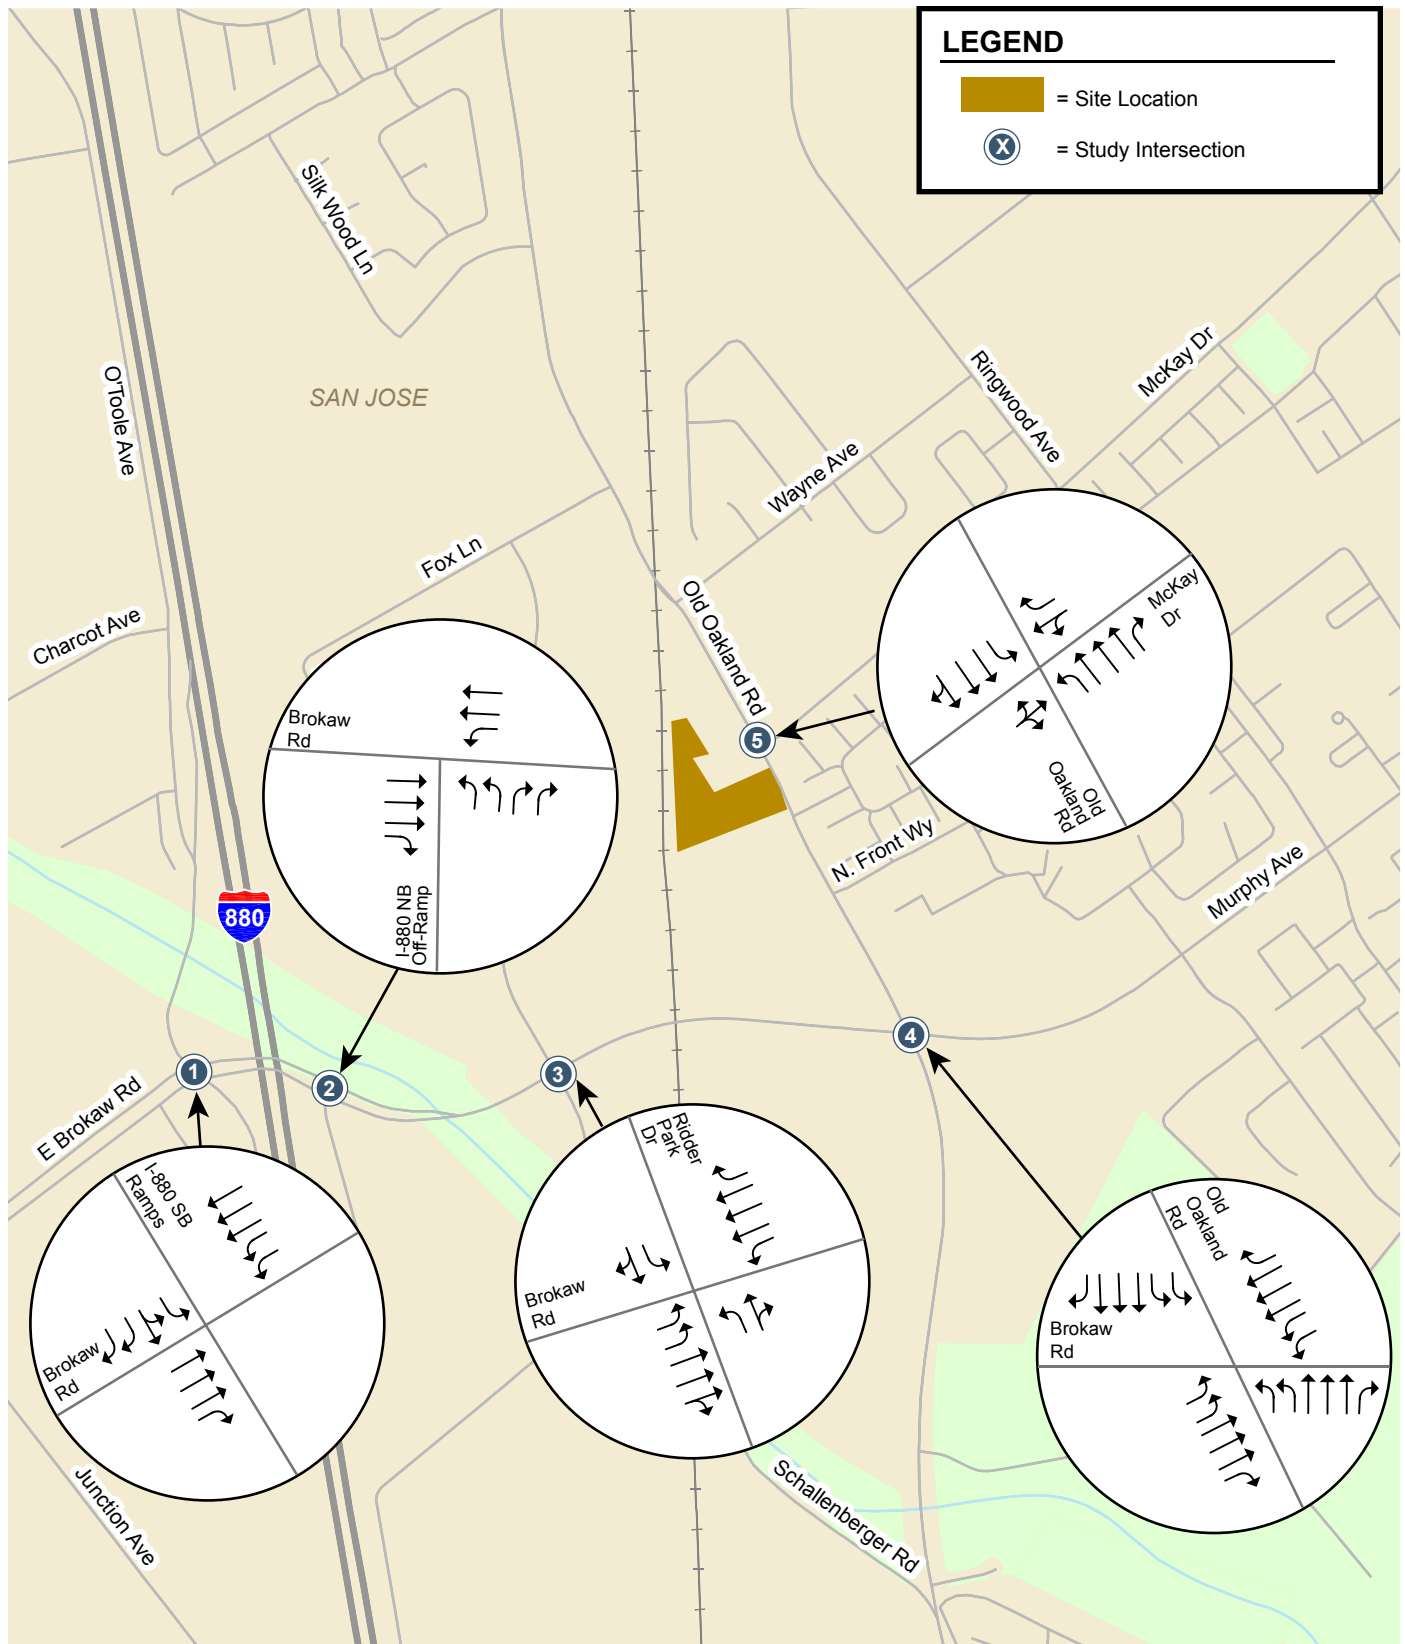 LEGEND
= Site Location
X
= Study Intersection
Silk Wood Ln
O'Toole Ave
SAN JOSE
Ringwood Ave
McKay Dr
Wayne Ave
Fox Ln
Charcot Ave
Old Oakland Rd
McKay
Dr
Old
Oakland
Rd
5
Brokaw
Rd
I-880 NB
Off-Ramp
N. Front Wy
Murphy Ave
880
4
1
2
3
E Brokaw Rd
I-880 SB
Ramps
Brokaw
Rd
Ridder
Park
Dr
Brokaw
Rd
Old
Oakland
Rd
Brokaw
Rd
Junction Ave
Schallenberger Rd